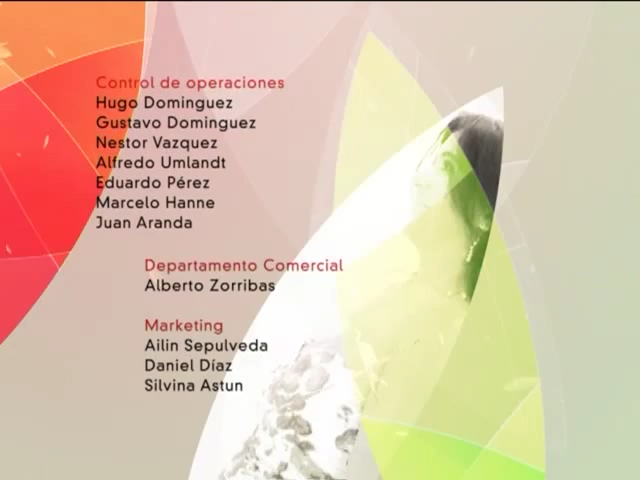 Control de operaciones
Hugo Dominguez
Gustavo Dominguez
Nestor Vazquez
Alfredo Umlandt
Eduardo Pérez
Marcelo Hanne
Juan Aranda
Departamento Comercial
Alberto Zorribas
Marketing
Ailin Sepulveda
Daniel Díaz
Silvina Astun